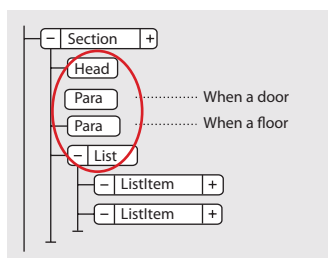 − Section +
Head
Para When a door
Para When a floor
− List
− ListItem +
− ListItem +